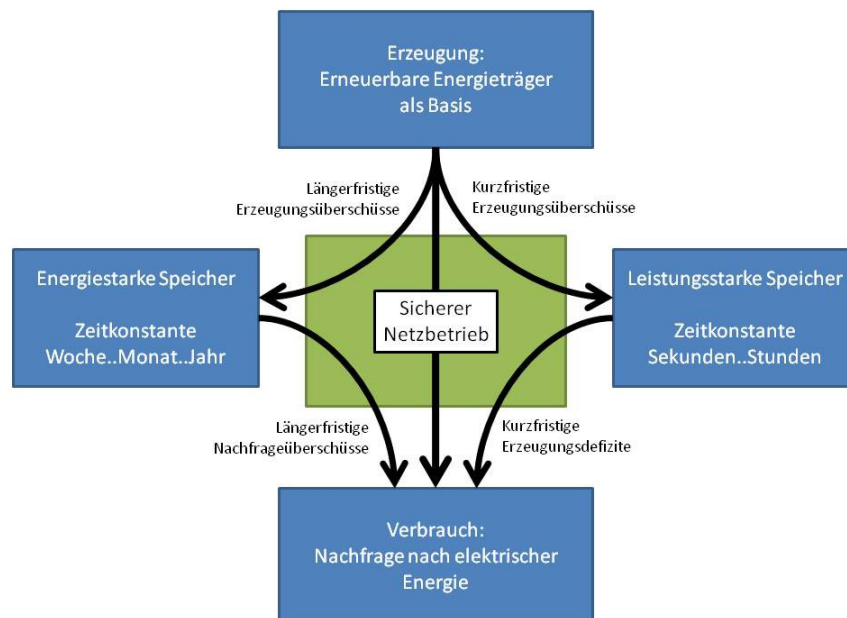 Erzeugung:
Erneuerbare Energieträger
als Basis
Längerfristige
Erzeugungsüberschüsse
Kurzfristige
Erzeugungsüberschüsse
Energiestarke Speicher
Zeitkonstante
Woche..Monat..Jahr
Sicherer
Netzbetrieb
Leistungsstarke Speicher
Zeitkonstante
Sekunden..Stunden
Längerfristige
Nachfrageüberschüsse
Kurzfristige
Erzeugungsdefizite
Verbrauch:
Nachfrage nach elektrischer
Energie